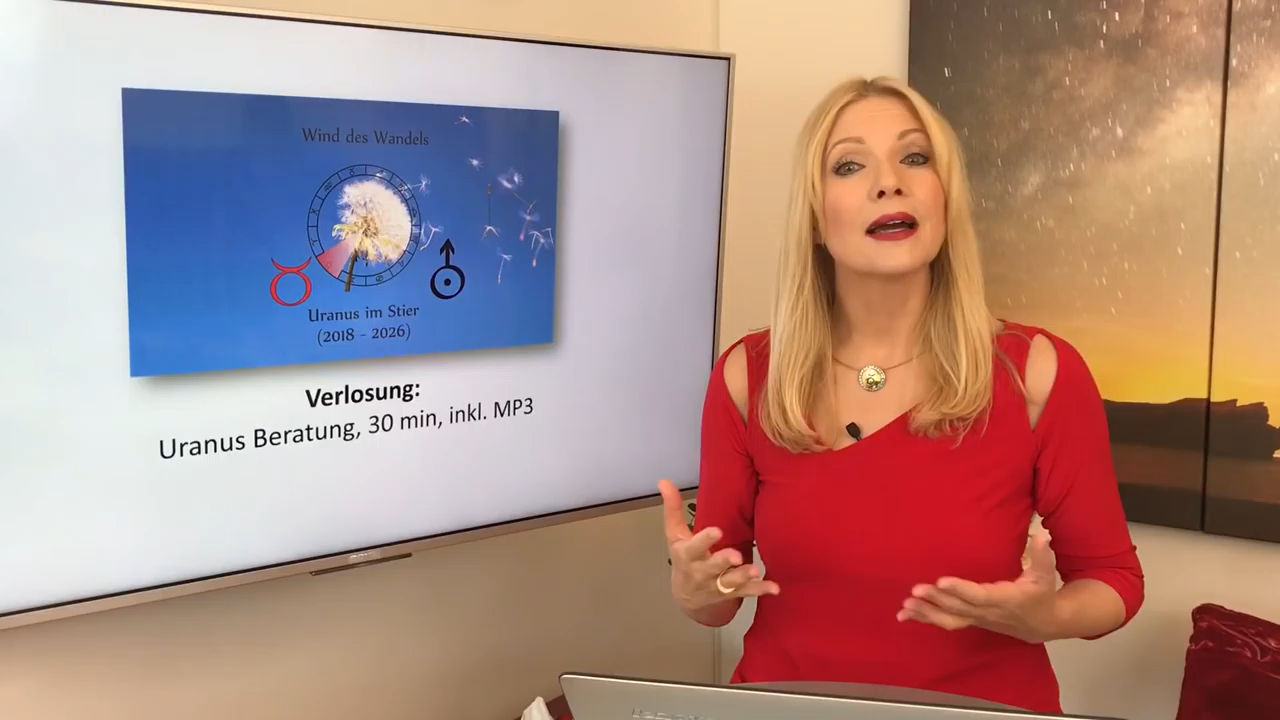 Wind des Wandels
Uranus im Stier
(2018 - 2026)
Verlosung:
Uranus Beratung, 30 min, inkl. MP3